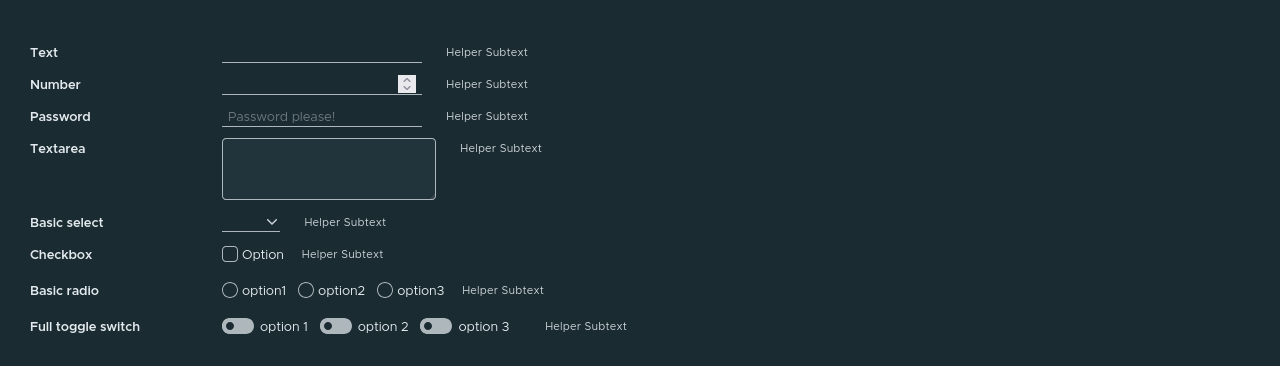 Text Helper Subtext
Number Helper Subtext
Password Password please! Helper Subtext
Textarea Helper Subtext
Basic select Helper Subtext
Checkbox Option Helper Subtext
Basic radio option1 option2 option3 Helper Subtext
Full toggle switch option 1 option 2 option 3 Helper Subtext